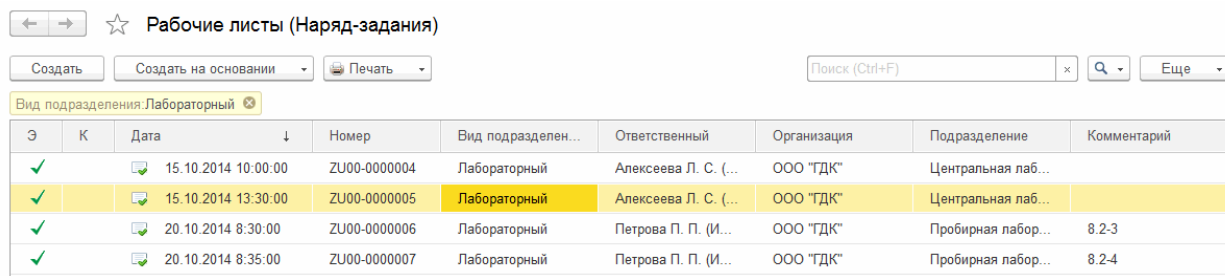 Рабочие листы (Наряд-задания)
Создать Создать на основании Печать Поиск (Ctrl+F) × Еще
Вид подразделения:Лабораторный
Э К Дата ↓ Номер Вид подразделен... Ответственный Организация Подразделение Комментарий
15.10.2014 10:00:00 ZU00-0000004 Лабораторный Алексеева Л. С. (... ООО "ГДК" Центральная лаб...
15.10.2014 13:30:00 ZU00-0000005 Лабораторный Алексеева Л. С. (... ООО "ГДК" Центральная лаб...
20.10.2014 8:30:00 ZU00-0000006 Лабораторный Петрова П. П. (И... ООО "ГДК" Пробирная лабор... 8.2-3
20.10.2014 8:35:00 ZU00-0000007 Лабораторный Петрова П. П. (И... ООО "ГДК" Пробирная лабор... 8.2-4